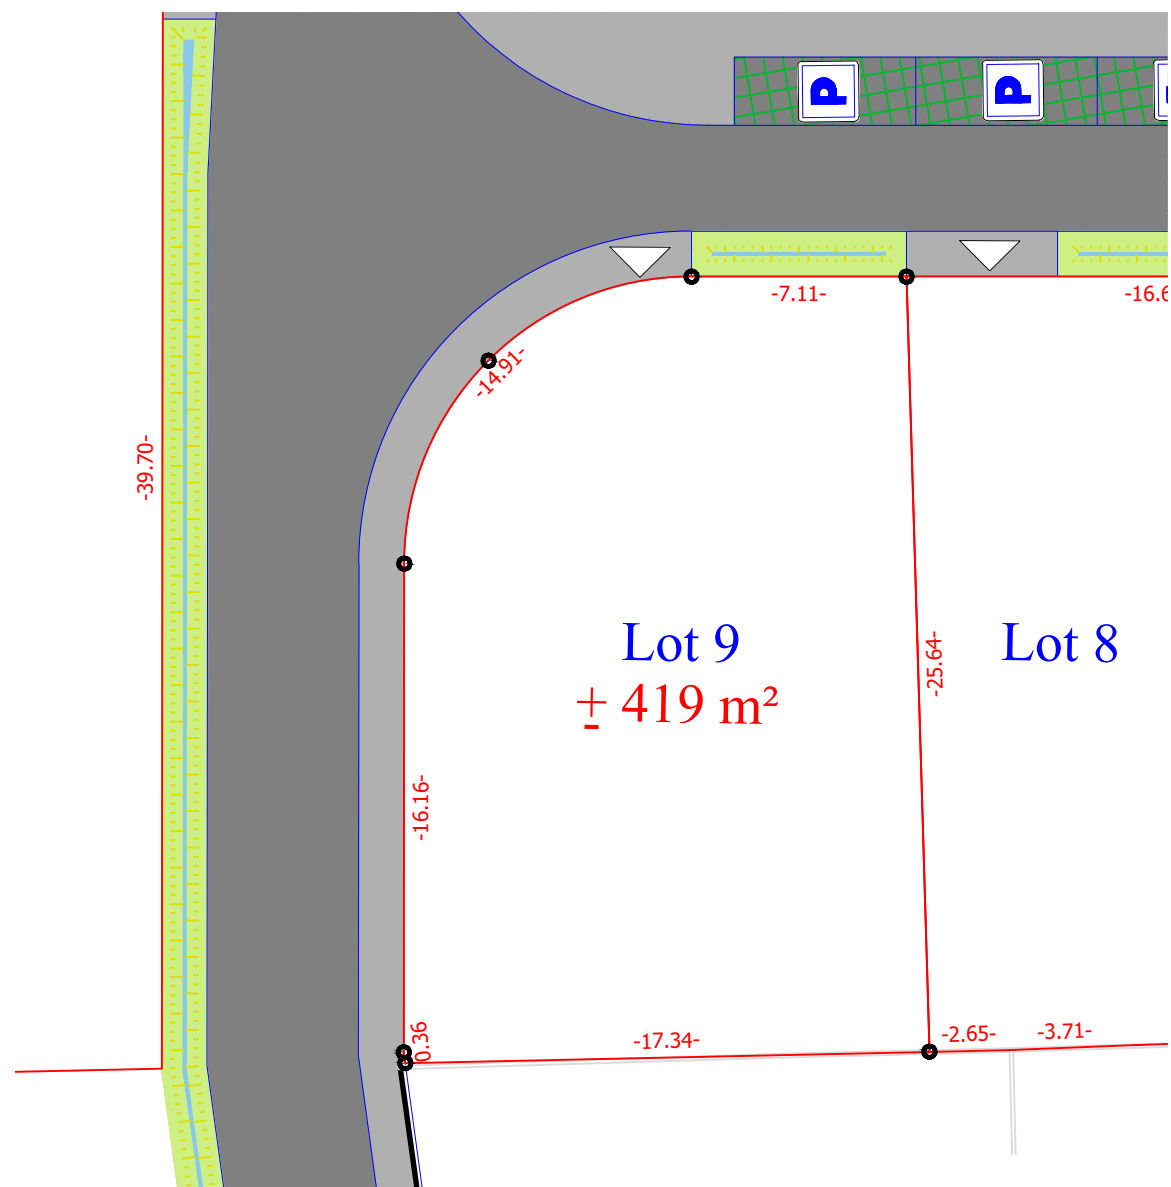 P
P
-7.11-
-16.6
-14.91-
-39.70-
Lot 9
± 419 m²
Lot 8
-25.64-
-16.16-
0.36
-17.34-
-2.65-
-3.71-